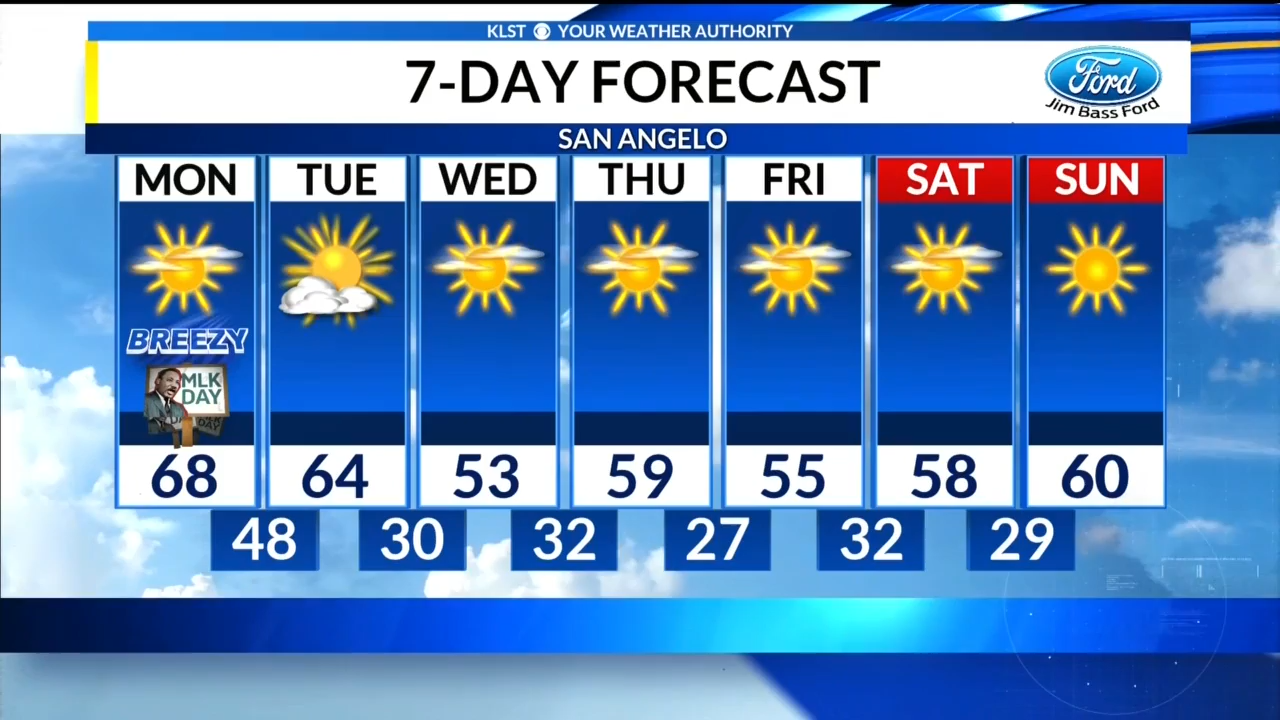 KLST YOUR WEATHER AUTHORITY
7-DAY FORECAST
Ford
Jim Bass Ford
SAN ANGELO
MON TUE WED THU FRI SAT SUN
BREEZY
MLK
DAY
68 64 53 59 55 58 60
48 30 32 27 32 29